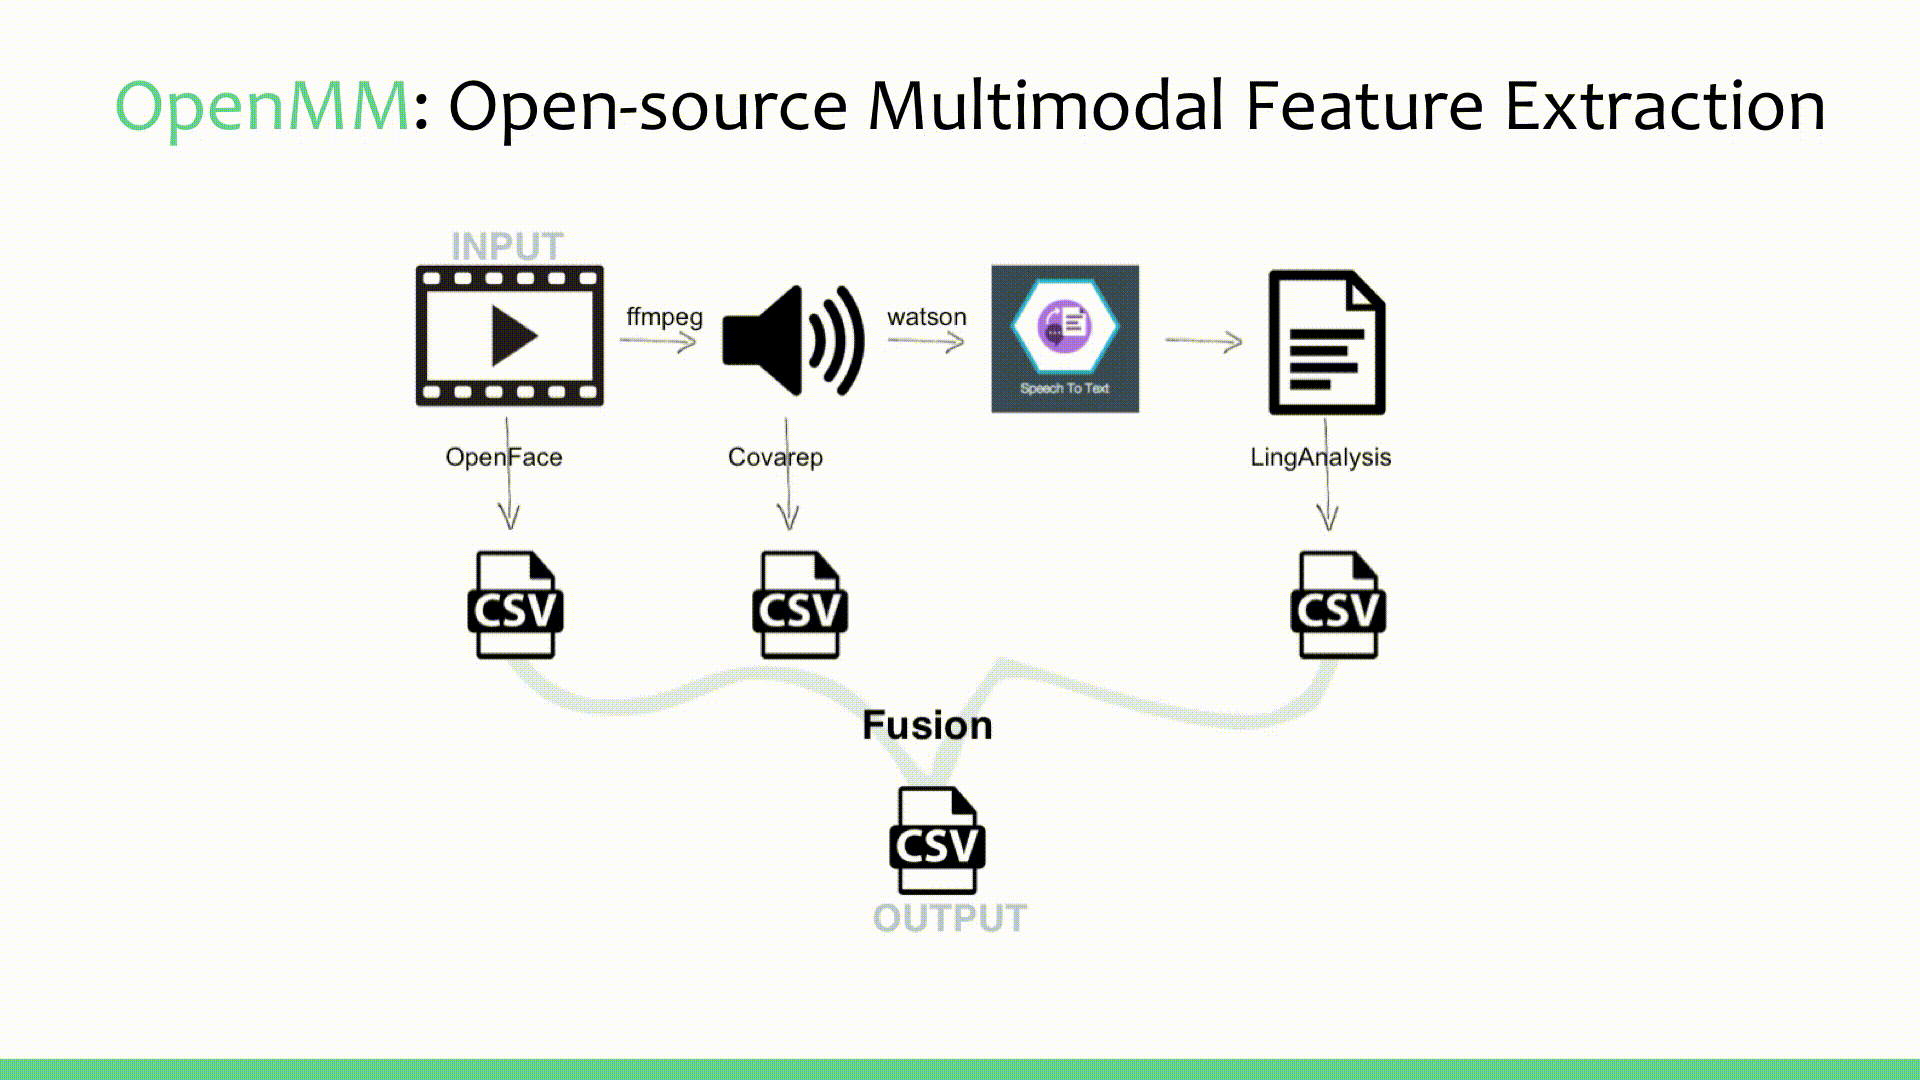 OpenMM: Open-source Multimodal Feature Extraction
INPUT
ffmpeg
watson
Speech To Text
OpenFace
Covarep
LingAnalysis
CSV
CSV
CSV
Fusion
CSV
OUTPUT